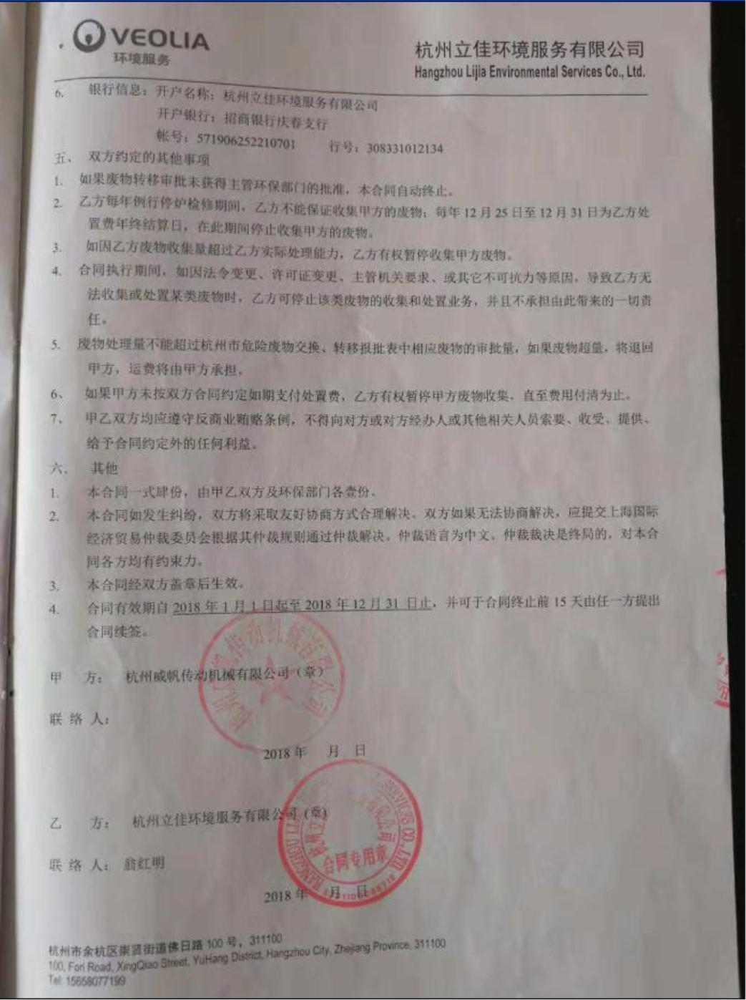 VEOLIA
环境服务
杭州立佳环境服务有限公司
Hangzhou Lijia Environmental Services Co., Ltd.
6. 银行信息：开户名称：杭州立佳环境服务有限公司
开户银行：招商银行庆春支行
帐号：571906252210701 行号：308331012134
五、 双方约定的其他事项
1. 如果废物转移审批未获得主管环保部门的批准，本合同自动终止。
2. 乙方每年例行停炉检修期间，乙方不能保证收集甲方的废物；每年 12 月 25 日至 12 月 31 日为乙方处
置费年终结算日，在此期间停止收集甲方的废物。
3. 如因乙方废物收集量超过乙方实际处理能力，乙方有权暂停收集甲方废物。
4. 合同执行期间，如因法令变更、许可证变更、主管机关要求、或其它不可抗力等原因，导致乙方无
法收集或处置某类废物时，乙方可停止该类废物的收集和处置业务，并且不承担由此带来的一切责
任。
5. 废物处理量不能超过杭州市危险废物交换、转移报批表中相应废物的审批量，如果废物超量，将退回
甲方，运费将由甲方承担。
6、 如果甲方未按双方合同约定如期支付处置费，乙方有权暂停甲方废物收集，直至费用付清为止。
7、 甲乙双方均应遵守反商业贿赂条例，不得向对方或对方经办人或其他相关人员索要、收受、提供、
给予合同约定外的任何利益。
六、 其他
1. 本合同一式肆份，由甲乙双方及环保部门各壹份。
2. 本合同如发生纠纷，双方将采取友好协商方式合理解决。双方如果无法协商解决，应提交上海国际
经济贸易仲裁委员会根据其仲裁规则通过仲裁解决。仲裁语言为中文。仲裁裁决是终局的，对本合
同各方均有约束力。
3. 本合同经双方盖章后生效。
4. 合同有效期自 2018 年 1 月 1 日起至 2018 年 12 月 31 日止，并可于合同终止前 15 天由任一方提出
合同续签。
甲 方： 杭州威帆传动机械有限公司（章）
联 络 人：
2018 年 月 日
乙 方： 杭州立佳环境服务有限公司（章）
合同专用章
联 络 人： 翁红明
2018 年 月 日
杭州市余杭区崇贤街道佛日路 100 号，311100
100, Fori Road, XingQiao Street, YuHang District, Hangzhou City, Zhejiang Province, 311100
Tel: 15658077199